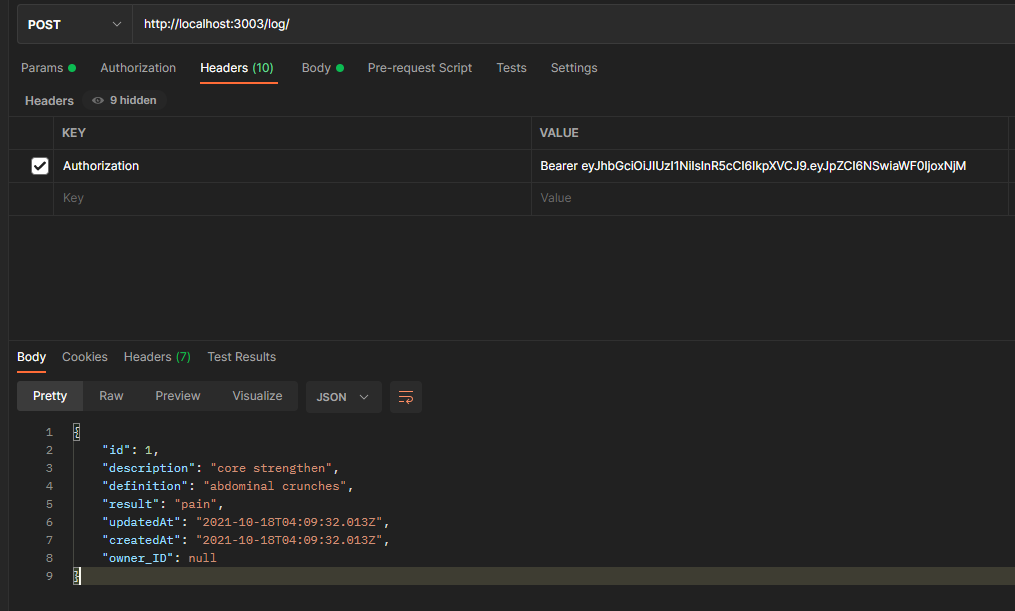 POST http://localhost:3003/log/
Params Authorization Headers (10) Body Pre-request Script Tests Settings
Headers 9 hidden
KEY VALUE
Authorization Bearer eyJhbGciOiJIUzI1NiIsInR5cCI6IkpXVCJ9.eyJpZCI6NSwiaWF0IjoxNjM
Key Value
Body Cookies Headers (7) Test Results
Pretty Raw Preview Visualize JSON
1 {
2 "id": 1,
3 "description": "core strengthen",
4 "definition": "abdominal crunches",
5 "result": "pain",
6 "updatedAt": "2021-10-18T04:09:32.013Z",
7 "createdAt": "2021-10-18T04:09:32.013Z",
8 "owner_ID": null
9 }